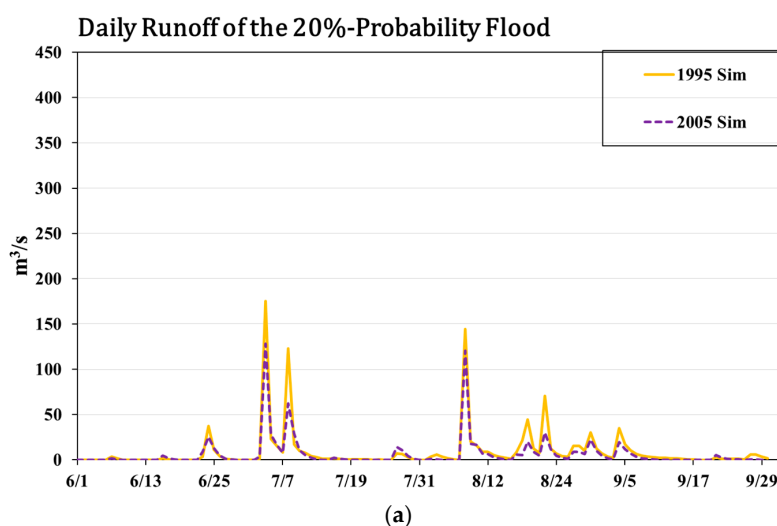 Daily Runoff of the 20%-Probability Flood
450
400
350
300
250
200
150
100
50
0
m³/s
1995 Sim
2005 Sim
6/1 6/13 6/25 7/7 7/19 7/31 8/12 8/24 9/5 9/17 9/29
(a)